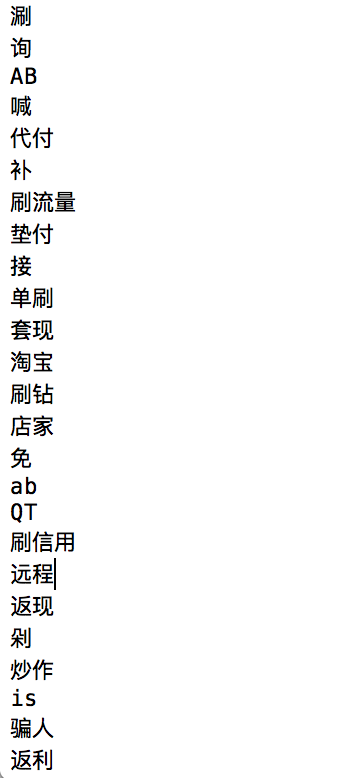 涮
询
AB
喊
代付
补
刷流量
垫付
接
单刷
套现
淘宝
刷钻
店家
免
ab
QT
刷信用
远程
返现
剁
炒作
is
骗人
返利